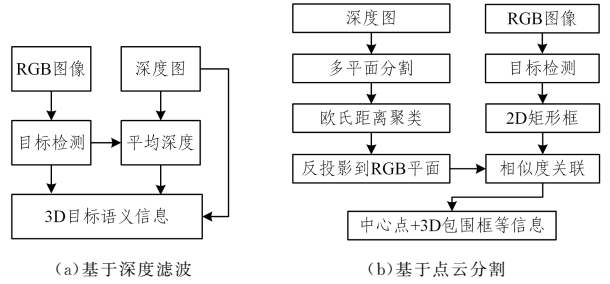 RGB图像
深度图
目标检测
平均深度
3D目标语义信息
(a)基于深度滤波
深度图
RGB图像
多平面分割
目标检测
欧氏距离聚类
2D矩形框
反投影到RGB平面
相似度关联
中心点+3D包围框等信息
(b)基于点云分割